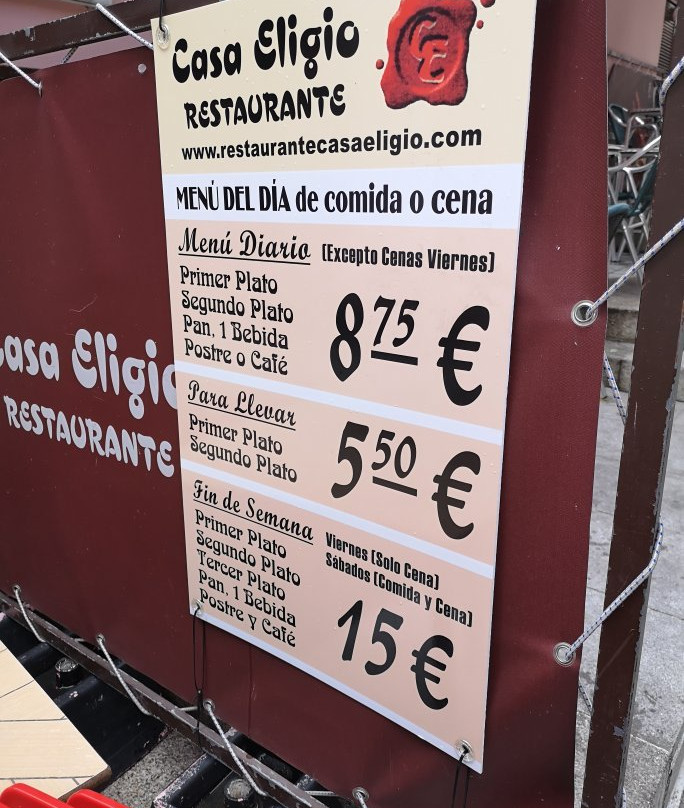 Casa Eligio
RESTAURANTE
CE
www.restaurantecasaeligio.com
MENÚ DEL DÍA de comida o cena
Menú Diario (Excepto Cenas Viernes)
Primer Plato
Segundo Plato
Pan, 1 Bebida
Postre o Café
8 75 €
Para Llevar
Primer Plato
Segundo Plato
5 50 €
Fin de Semana
Primer Plato
Segundo Plato
Tercer Plato
Pan, 1 Bebida
Postre y Café
Viernes (Solo Cena)
Sábados (Comida y Cena)
15 €
Casa Eligio
RESTAURANTE